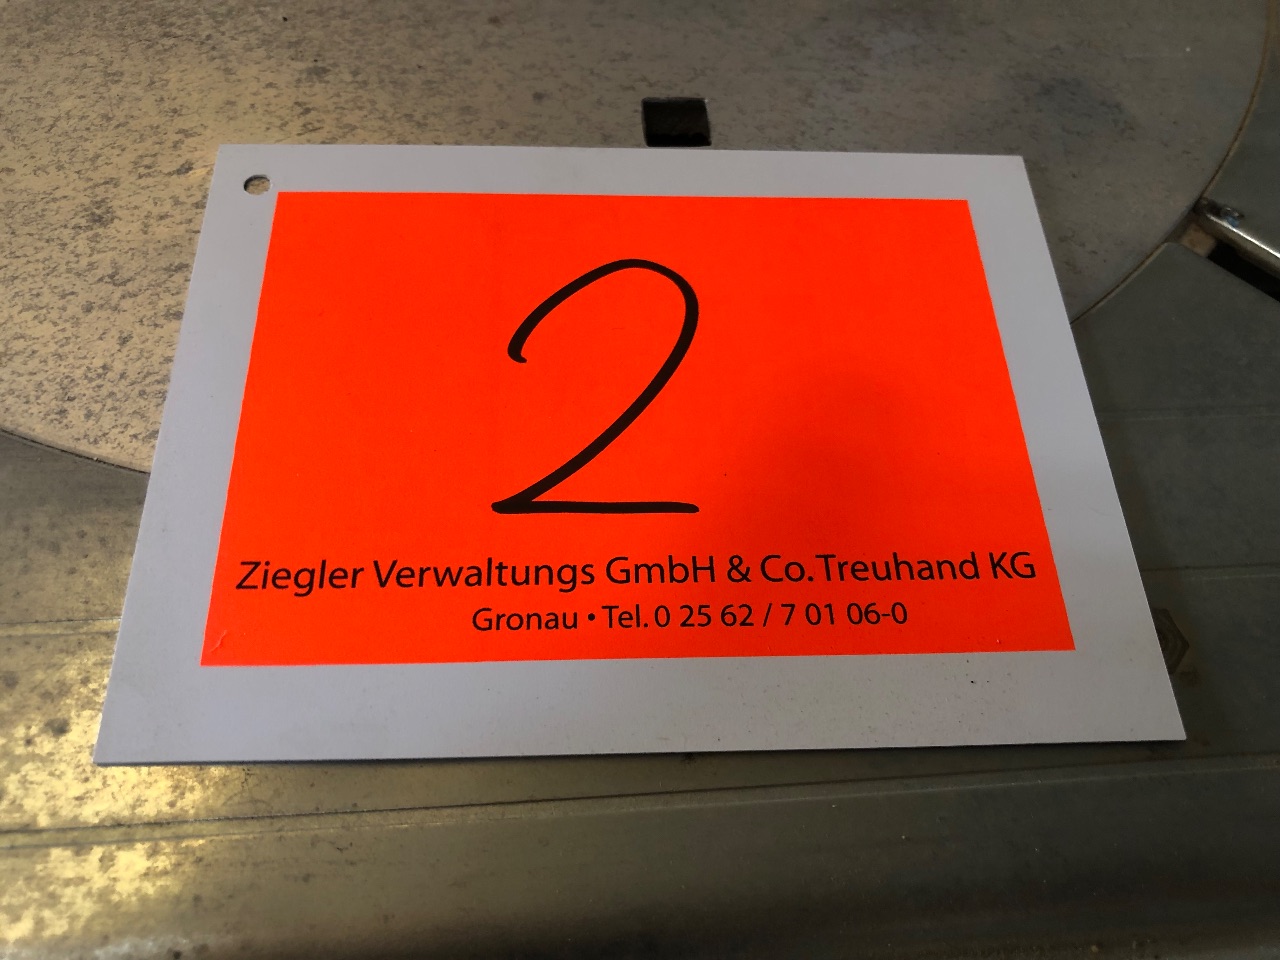 2
Ziegler Verwaltungs GmbH & Co. Treuhand KG
Gronau • Tel. 0 25 62 / 7 01 06-0